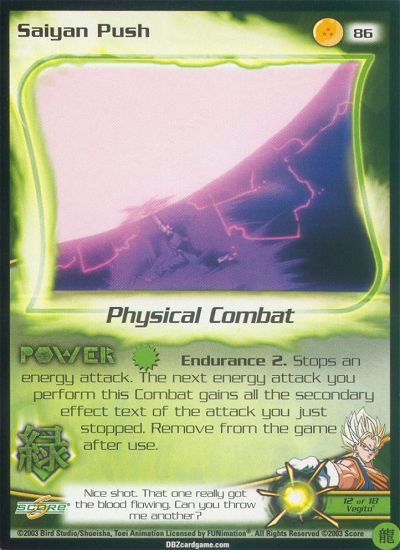 Saiyan Push
86
Physical Combat
POWER Endurance 2. Stops an
energy attack. The next energy attack you
perform this Combat gains all the secondary
effect text of the attack you just
stopped. Remove from the game
after use.
緑
SCORE
Nice shot. That one really got
the blood flowing. Can you throw
me another?
12 of 18
Vegito
©2003 Bird Studio/Shueisha, Toei Animation Licensed by FUNimation®. All Rights Reserved ©2003 Score
DBZcardgame.com
龍